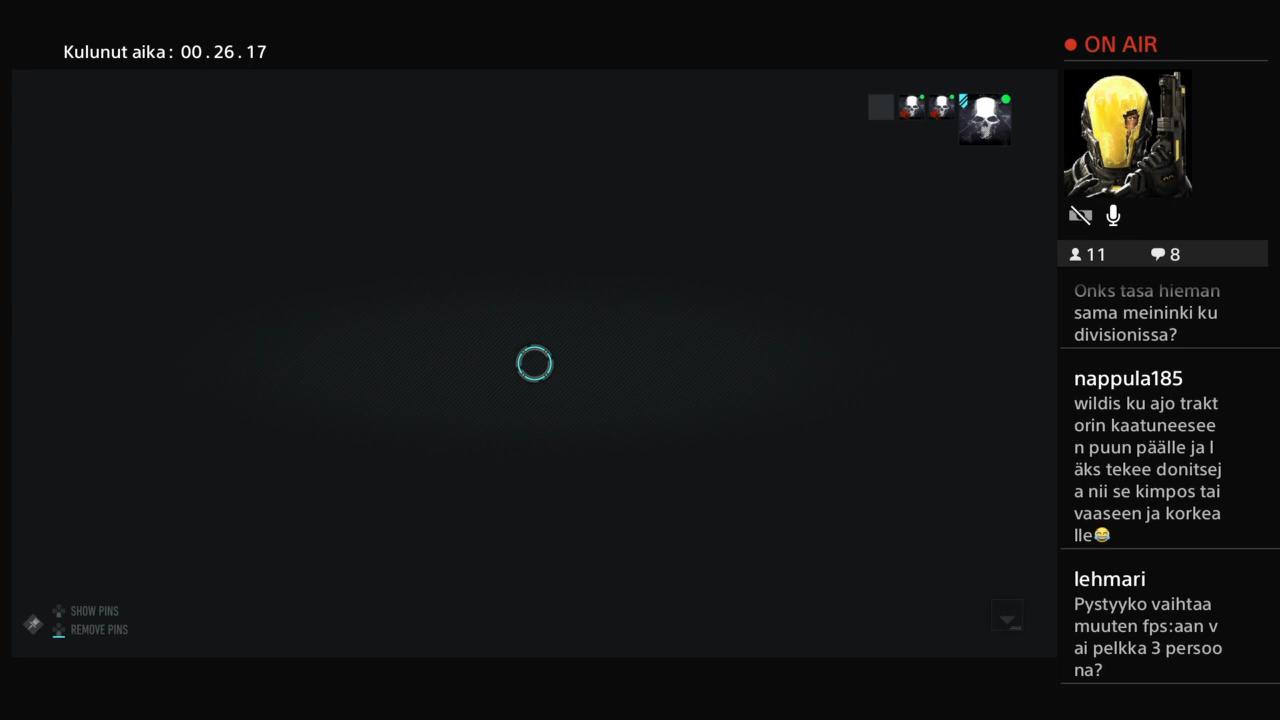 Kulunut aika: 00.26.17
ON AIR
11
8
Onks tasa hieman
sama meininki ku
divisionissa?
nappula185
wildis ku ajo trakt
orin kaatuneesee
n puun päälle ja l
äks tekee donitsej
a nii se kimpos tai
vaaseen ja korkea
lle😂
lehmari
Pystyyko vaihtaa
muuten fps:aan v
ai pelkka 3 persoo
na?
SHOW PINS
REMOVE PINS